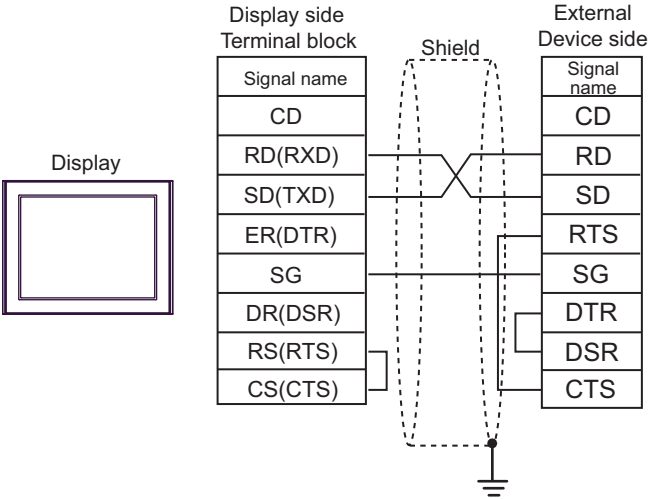 Display side
Terminal block
External
Device side
Shield
Display
Signal name
CD
RD(RXD)
SD(TXD)
ER(DTR)
SG
DR(DSR)
RS(RTS)
CS(CTS)
Signal
name
CD
RD
SD
RTS
SG
DTR
DSR
CTS